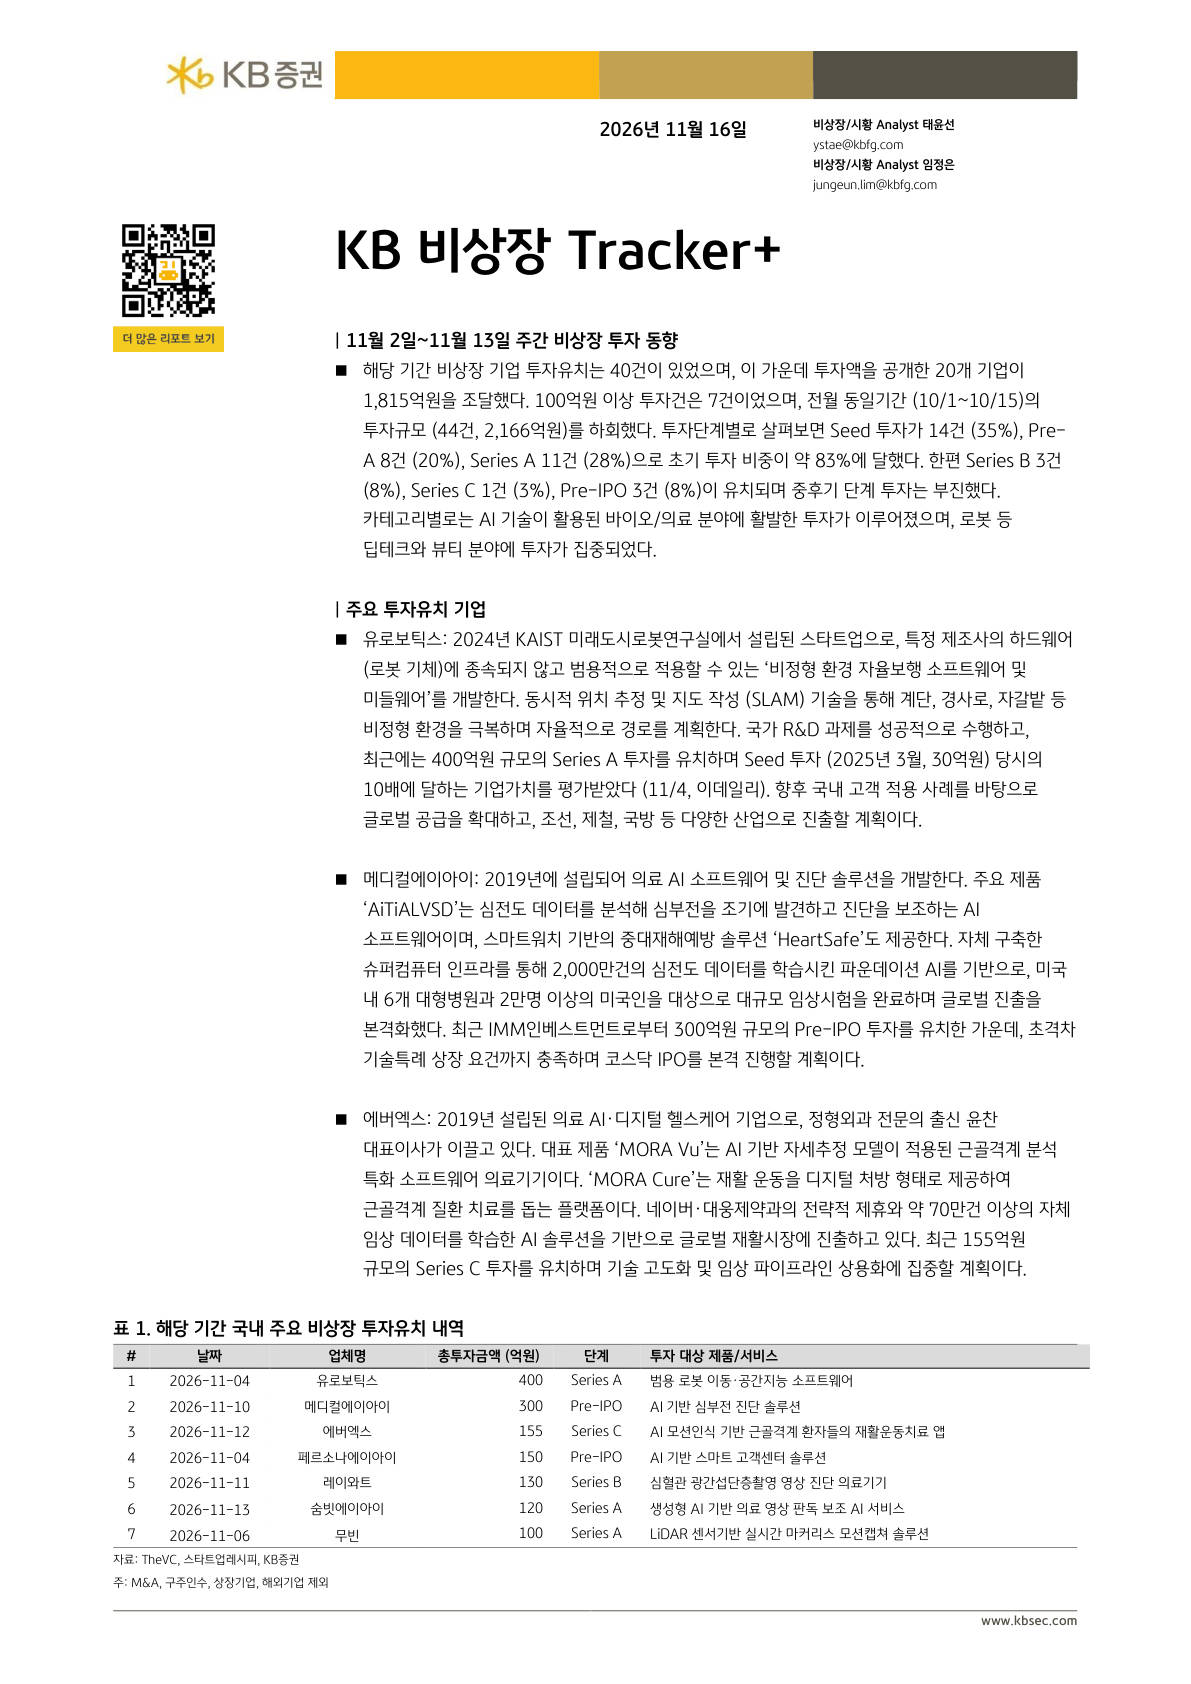 KB증권
2026년 11월 16일
비상장/시황 Analyst 태윤선
ystae@kbfg.com
비상장/시황 Analyst 임정은
jungeun.lim@kbfg.com
더 많은 리포트 보기
KB 비상장 Tracker+
| 11월 2일~11월 13일 주간 비상장 투자 동향
■ 해당 기간 비상장 기업 투자유치는 40건이 있었으며, 이 가운데 투자액을 공개한 20개 기업이
1,815억원을 조달했다. 100억원 이상 투자건은 7건이었으며, 전월 동일기간 (10/1~10/15)의
투자규모 (44건, 2,166억원)를 하회했다. 투자단계별로 살펴보면 Seed 투자가 14건 (35%), Pre-
A 8건 (20%), Series A 11건 (28%)으로 초기 투자 비중이 약 83%에 달했다. 한편 Series B 3건
(8%), Series C 1건 (3%), Pre-IPO 3건 (8%)이 유치되며 중후기 단계 투자는 부진했다.
카테고리별로는 AI 기술이 활용된 바이오/의료 분야에 활발한 투자가 이루어졌으며, 로봇 등
딥테크와 뷰티 분야에 투자가 집중되었다.
| 주요 투자유치 기업
■ 유로보틱스: 2024년 KAIST 미래도시로봇연구실에서 설립된 스타트업으로, 특정 제조사의 하드웨어
(로봇 기체)에 종속되지 않고 범용적으로 적용할 수 있는 ‘비정형 환경 자율보행 소프트웨어 및
미들웨어’를 개발한다. 동시적 위치 추정 및 지도 작성 (SLAM) 기술을 통해 계단, 경사로, 자갈밭 등
비정형 환경을 극복하며 자율적으로 경로를 계획한다. 국가 R&D 과제를 성공적으로 수행하고,
최근에는 400억원 규모의 Series A 투자를 유치하며 Seed 투자 (2025년 3월, 30억원) 당시의
10배에 달하는 기업가치를 평가받았다 (11/4, 이데일리). 향후 국내 고객 적용 사례를 바탕으로
글로벌 공급을 확대하고, 조선, 제철, 국방 등 다양한 산업으로 진출할 계획이다.
■ 메디컬에이아이: 2019년에 설립되어 의료 AI 소프트웨어 및 진단 솔루션을 개발한다. 주요 제품
‘AiTiALVSD’는 심전도 데이터를 분석해 심부전을 조기에 발견하고 진단을 보조하는 AI
소프트웨어이며, 스마트워치 기반의 중대재해예방 솔루션 ‘HeartSafe’도 제공한다. 자체 구축한
슈퍼컴퓨터 인프라를 통해 2,000만건의 심전도 데이터를 학습시킨 파운데이션 AI를 기반으로, 미국
내 6개 대형병원과 2만명 이상의 미국인을 대상으로 대규모 임상시험을 완료하며 글로벌 진출을
본격화했다. 최근 IMM인베스트먼트로부터 300억원 규모의 Pre-IPO 투자를 유치한 가운데, 초격차
기술특례 상장 요건까지 충족하며 코스닥 IPO를 본격 진행할 계획이다.
■ 에버엑스: 2019년 설립된 의료 AI·디지털 헬스케어 기업으로, 정형외과 전문의 출신 윤찬
대표이사가 이끌고 있다. 대표 제품 ‘MORA Vu’는 AI 기반 자세추정 모델이 적용된 근골격계 분석
특화 소프트웨어 의료기기이다. ‘MORA Cure’는 재활 운동을 디지털 처방 형태로 제공하여
근골격계 질환 치료를 돕는 플랫폼이다. 네이버·대웅제약과의 전략적 제휴와 약 70만건 이상의 자체
임상 데이터를 학습한 AI 솔루션을 기반으로 글로벌 재활시장에 진출하고 있다. 최근 155억원
규모의 Series C 투자를 유치하며 기술 고도화 및 임상 파이프라인 상용화에 집중할 계획이다.
표 1. 해당 기간 국내 주요 비상장 투자유치 내역
# 날짜 업체명 총투자금액 (억원) 단계 투자 대상 제품/서비스
1 2026-11-04 유로보틱스 400 Series A 범용 로봇 이동·공간지능 소프트웨어
2 2026-11-10 메디컬에이아이 300 Pre-IPO AI 기반 심부전 진단 솔루션
3 2026-11-12 에버엑스 155 Series C AI 모션인식 기반 근골격계 환자들의 재활운동치료 앱
4 2026-11-04 페르소나에이아이 150 Pre-IPO AI 기반 스마트 고객센터 솔루션
5 2026-11-11 레이와트 130 Series B 심혈관 광간섭단층촬영 영상 진단 의료기기
6 2026-11-13 숨빗에이아이 120 Series A 생성형 AI 기반 의료 영상 판독 보조 AI 서비스
7 2026-11-06 무빈 100 Series A LiDAR 센서기반 실시간 마커리스 모션캡쳐 솔루션
자료: TheVC, 스타트업레시피, KB증권
주: M&A, 구주인수, 상장기업, 해외기업 제외
www.kbsec.com